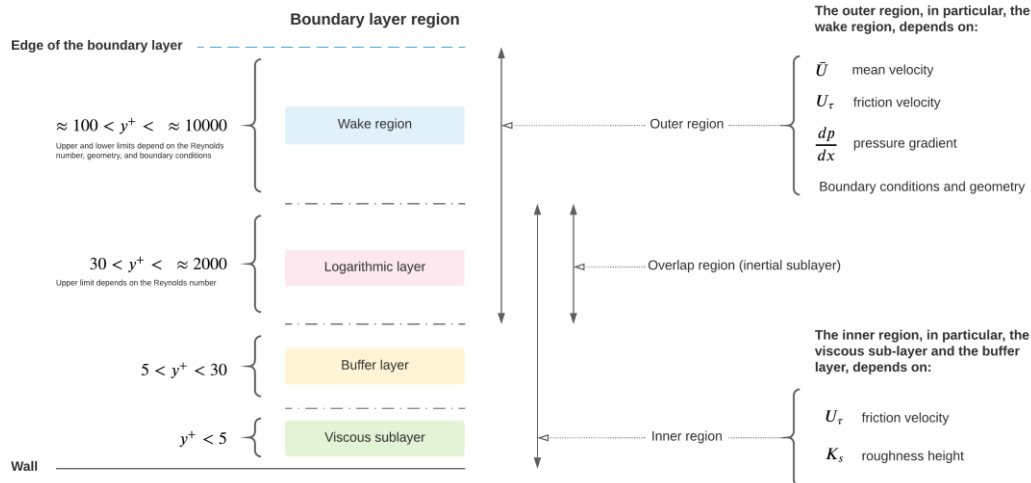 Boundary layer region
Edge of the boundary layer
≈ 100 < y⁺ < ≈ 10000
Upper and lower limits depend on the Reynolds
number, geometry, and boundary conditions
Wake region
30 < y⁺ < ≈ 2000
Upper limit depends on the Reynolds number
Logarithmic layer
5 < y⁺ < 30
Buffer layer
y⁺ < 5
Viscous sublayer
Wall
Outer region
Overlap region (inertial sublayer)
Inner region
The outer region, in particular, the
wake region, depends on:
Ū mean velocity
U_τ friction velocity
dp/dx pressure gradient
Boundary conditions and geometry
The inner region, in particular, the
viscous sub-layer and the buffer
layer, depends on:
U_τ friction velocity
K_s roughness height